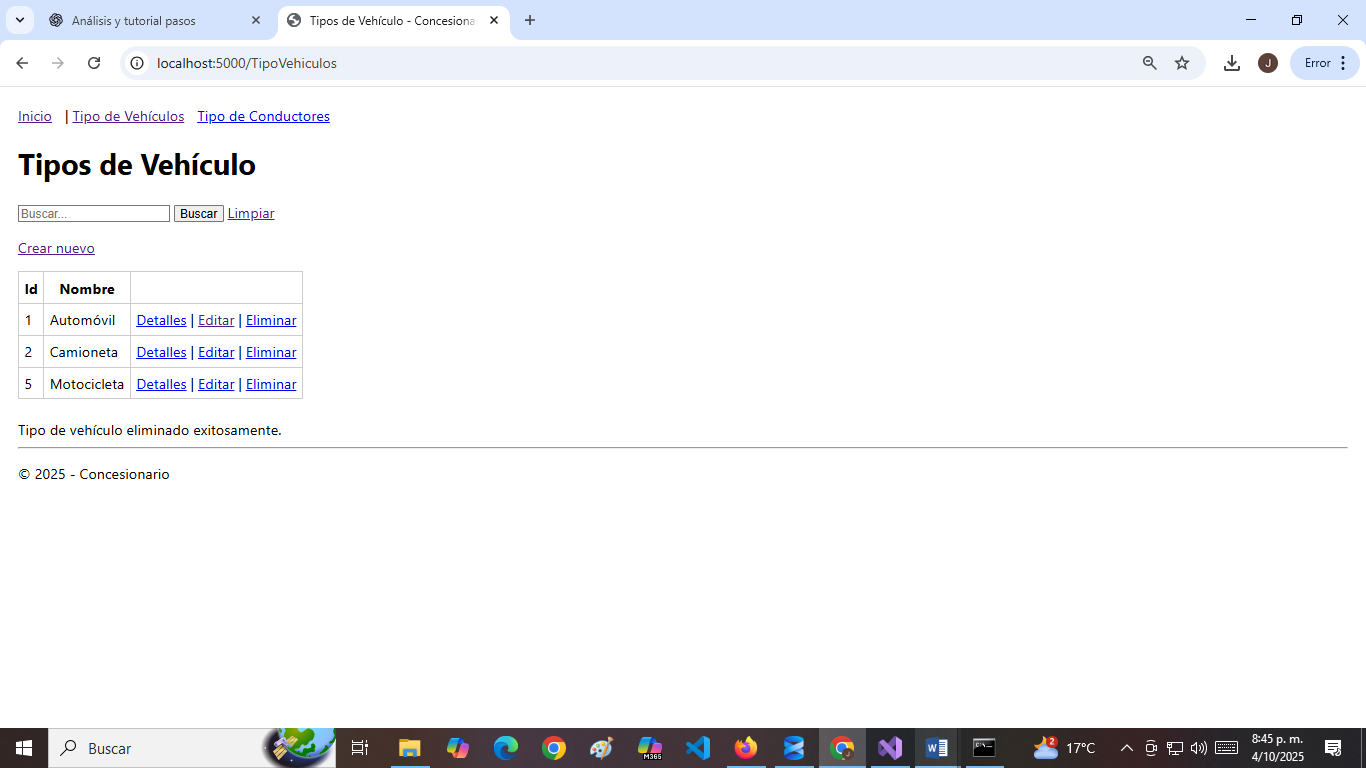 Análisis y tutorial pasos
Tipos de Vehículo - Concesiona
localhost:5000/TipoVehiculos
J
Error
Inicio | Tipo de Vehículos Tipo de Conductores
Tipos de Vehículo
Buscar... Buscar Limpiar
Crear nuevo
Id Nombre
1 Automóvil Detalles | Editar | Eliminar
2 Camioneta Detalles | Editar | Eliminar
5 Motocicleta Detalles | Editar | Eliminar
Tipo de vehículo eliminado exitosamente.
© 2025 - Concesionario
Buscar
M365
2
17°C
8:45 p. m.
4/10/2025